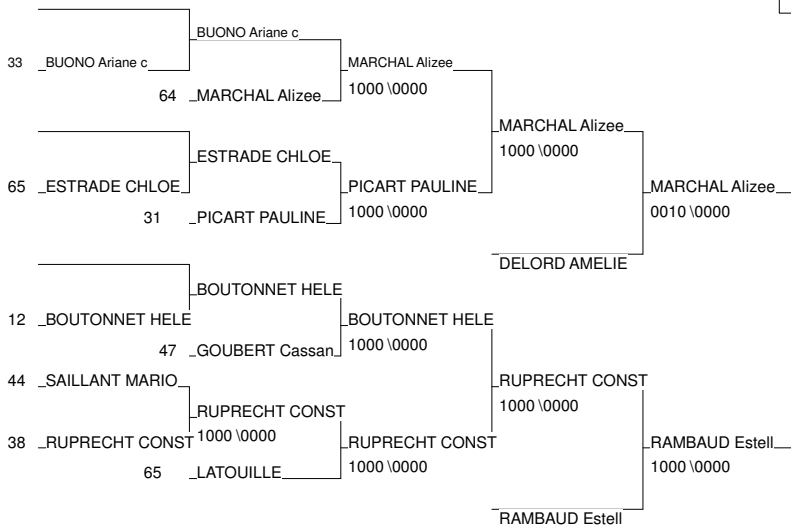 BUONO Ariane c
33 BUONO Ariane c
MARCHAL Alizee
64 MARCHAL Alizee
1000 \0000
MARCHAL Alizee
1000 \0000
ESTRADE CHLOE
65 ESTRADE CHLOE
PICART PAULINE
MARCHAL Alizee
31 PICART PAULINE
1000 \0000
0010 \0000
DELORD AMELIE
BOUTONNET HELE
12 BOUTONNET HELE
BOUTONNET HELE
47 GOUBERT Cassan
1000 \0000
44 SAILLANT MARIO
RUPRECHT CONST
1000 \0000
RUPRECHT CONST
1000 \0000
38 RUPRECHT CONST
RUPRECHT CONST
RAMBAUD Estell
65 LATOUILLE
1000 \0000
1000 \0000
RAMBAUD Estell